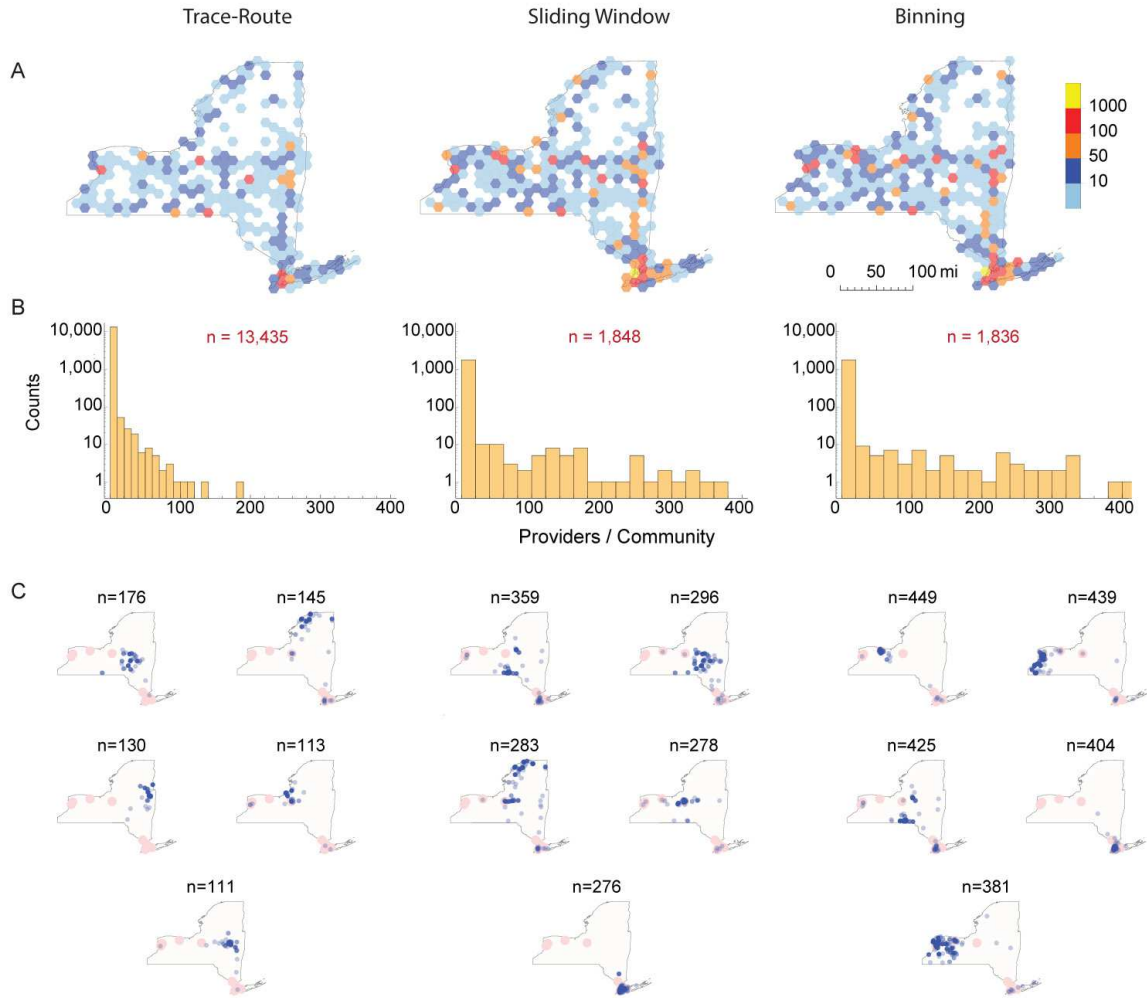 Trace-Route Sliding Window Binning
A
1000
100
50
10
0 50 100 mi
B
n = 13,435 n = 1,848 n = 1,836
10,000 10,000 10,000
1,000 1,000 1,000
100 100 100
10 10 10
1 1 1
Counts
0 100 200 300 400 0 100 200 300 400 0 100 200 300 400
Providers / Community
C
n=176 n=145 n=359 n=296 n=449 n=439
n=130 n=113 n=283 n=278 n=425 n=404
n=111 n=276 n=381